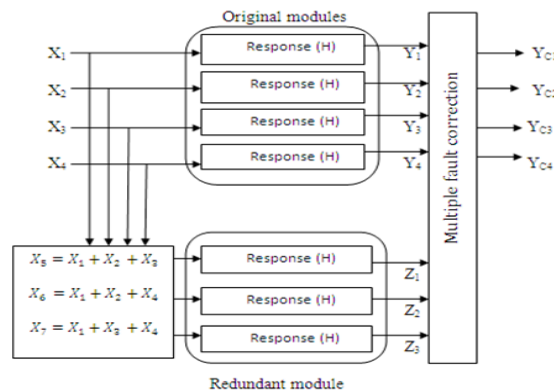 Original modules
X1
Response (H)
Y1
YC1
X2
Response (H)
Y2
YC2
X3
Response (H)
Y3
YC3
X4
Response (H)
Y4
YC4
Multiple fault correction
X5 = X1 + X2 + X3
Response (H)
Z1
X6 = X1 + X2 + X4
Response (H)
Z2
X7 = X1 + X3 + X4
Response (H)
Z3
Redundant module